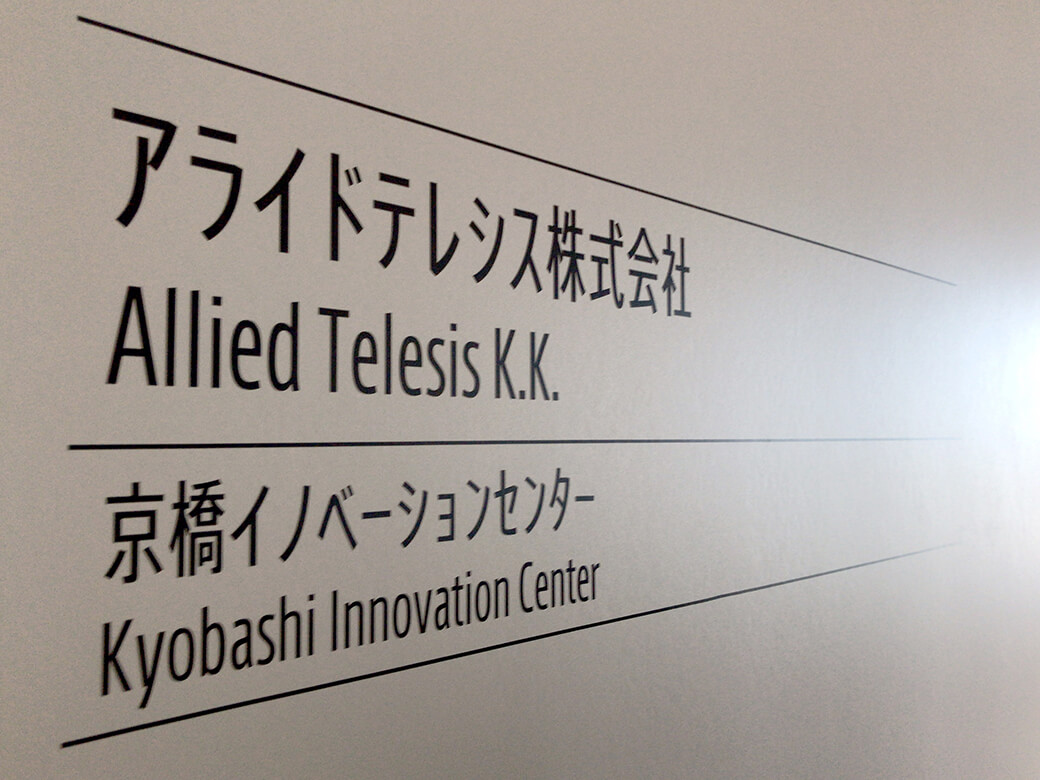 アライドテレシス株式会社
Allied Telesis K.K.
京橋イノベーションセンター
Kyobashi Innovation Center